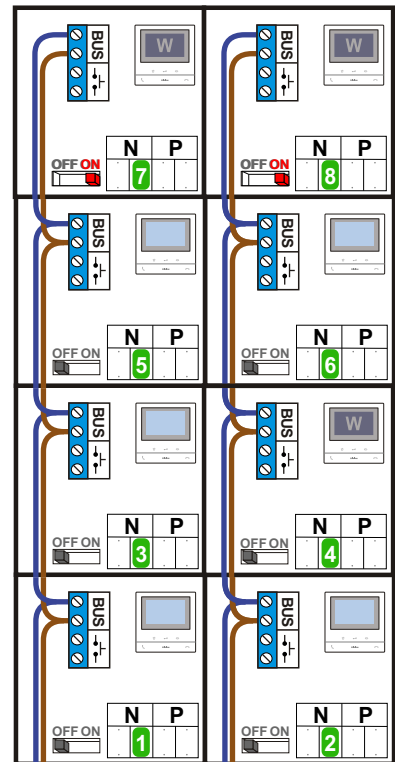 BUS W BUS W
N P N P
OFF ON 7 OFF ON 8
BUS BUS
N P N P
OFF ON 5 OFF ON 6
BUS BUS W
N P N P
OFF ON 3 OFF ON 4
BUS BUS
N P N P
OFF ON 1 OFF ON 2